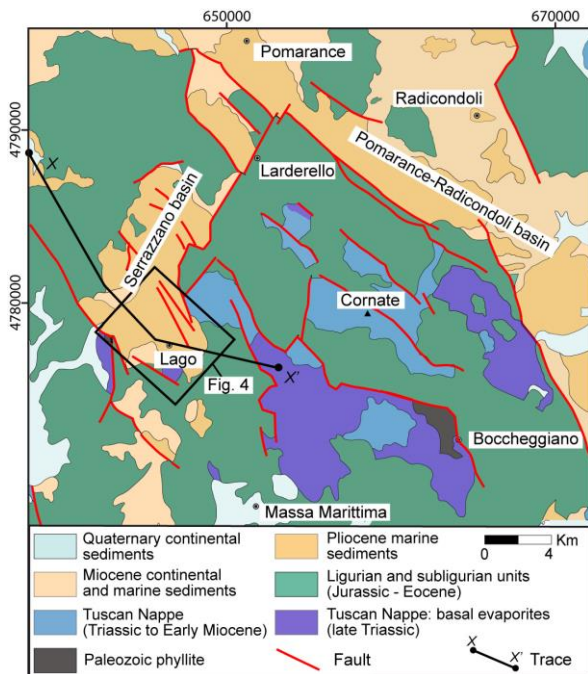 650000
670000
4790000
4780000
Pomarance
Radicondoli
Larderello
Pomarance-Radicondoli basin
Serrazzano basin
X
Cornate
Lago
Fig. 4
X'
Boccheggiano
Massa Marittima
Quaternary continental
sediments
Pliocene marine
sediments
0 Km
4
Miocene continental
and marine sediments
Ligurian and subligurian units
(Jurassic - Eocene)
Tuscan Nappe
(Triassic to Early Miocene)
Tuscan Nappe: basal evaporites
(late Triassic)
Paleozoic phyllite
Fault
X
X'
Trace